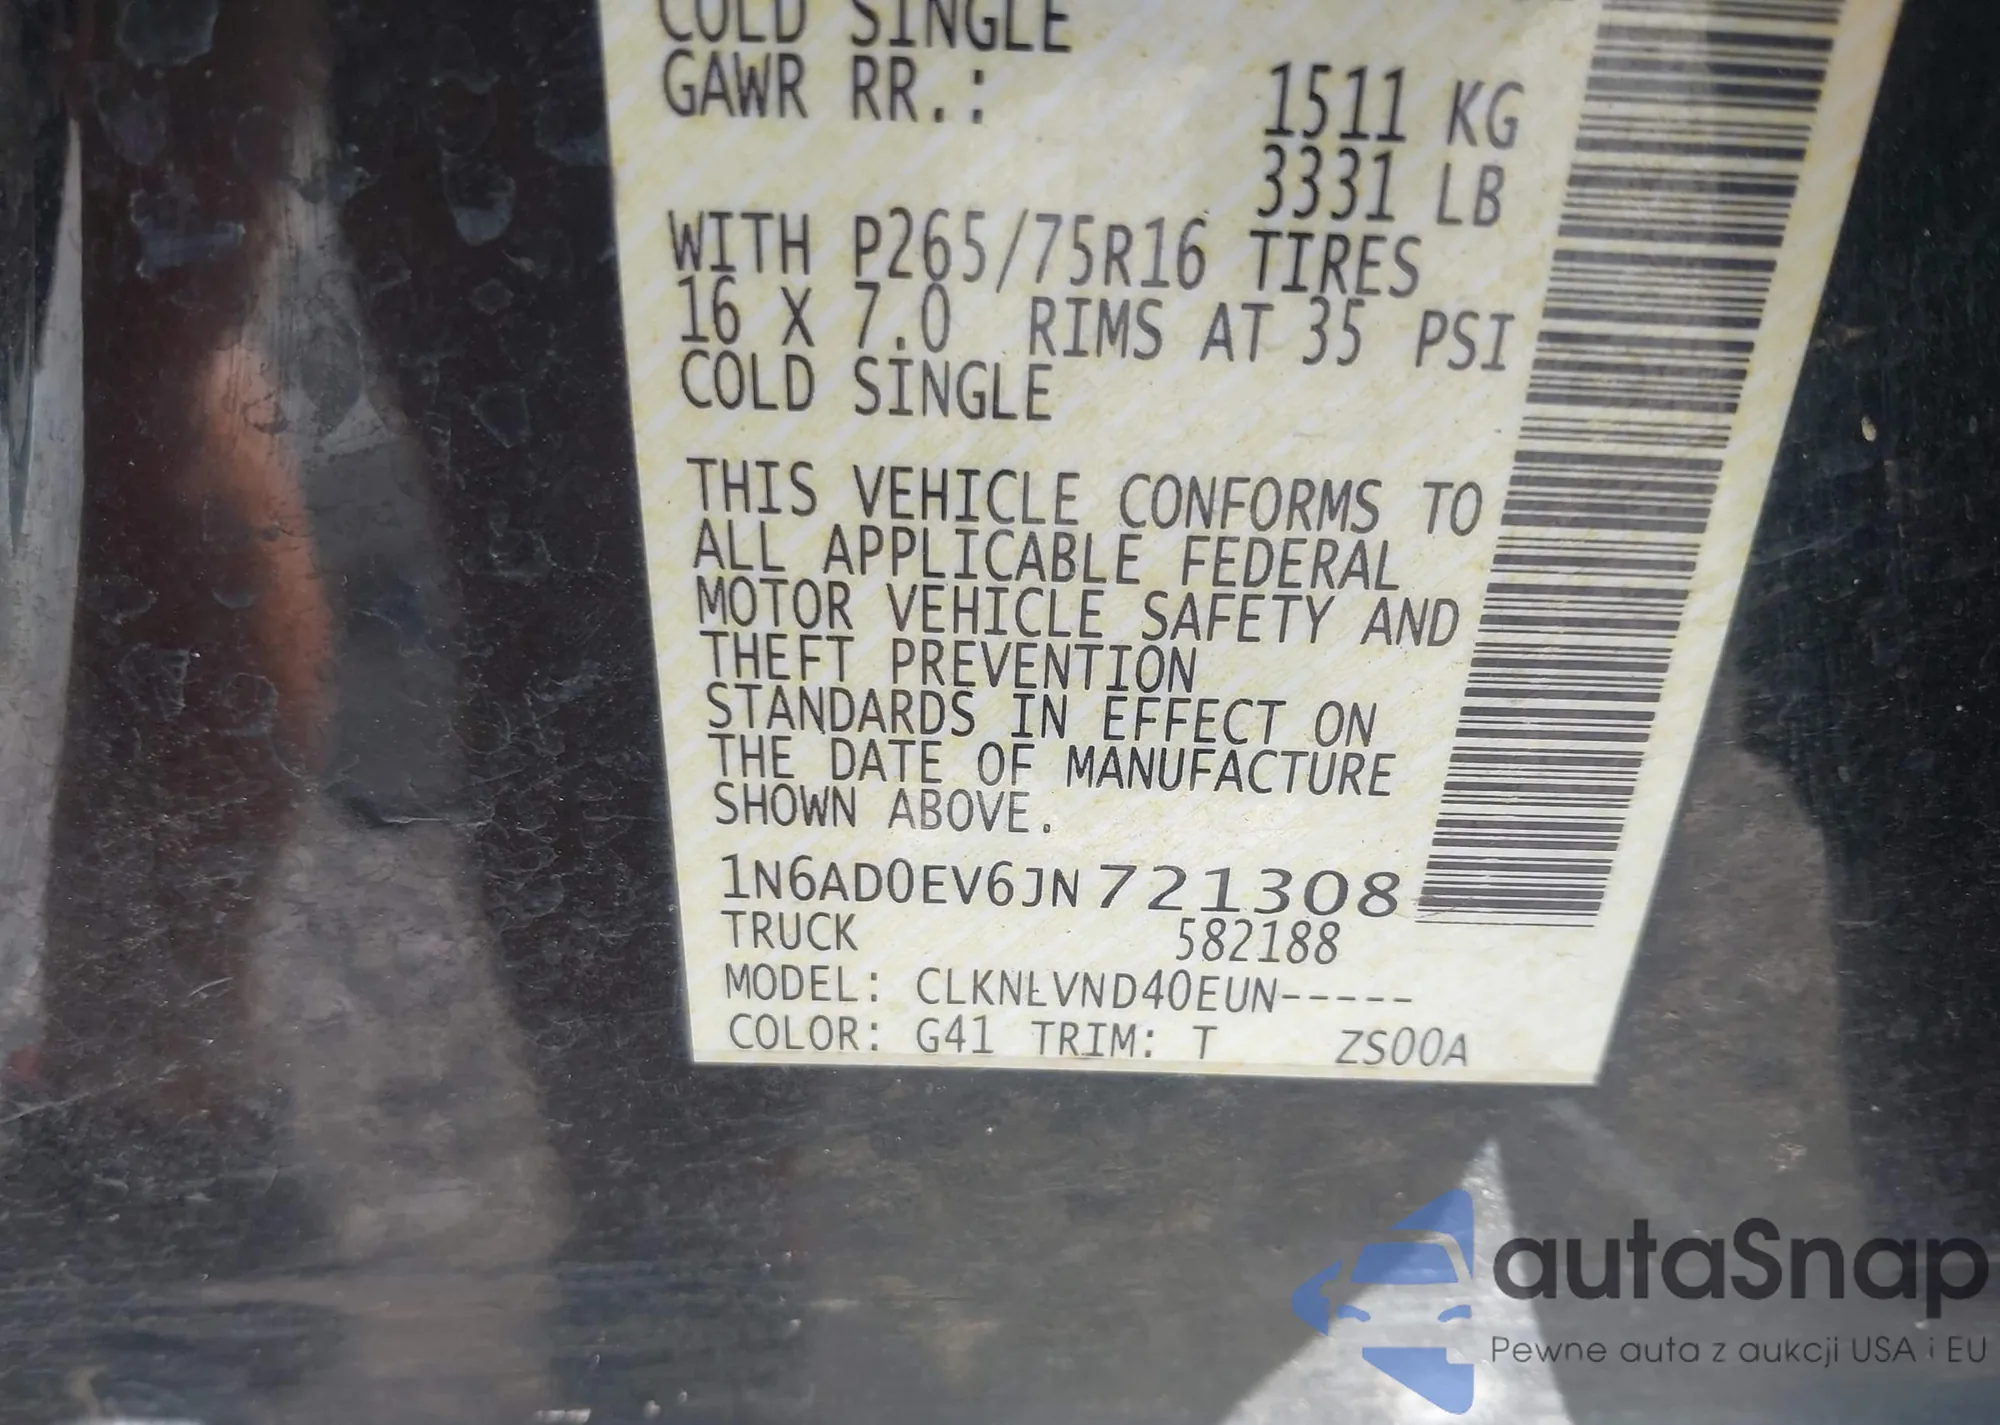 COLD SINGLE
GAWR RR.: 1511 KG
3331 LB
WITH P265/75R16 TIRES
16 X 7.0 RIMS AT 35 PSI
COLD SINGLE
THIS VEHICLE CONFORMS TO
ALL APPLICABLE FEDERAL
MOTOR VEHICLE SAFETY AND
THEFT PREVENTION
STANDARDS IN EFFECT ON
THE DATE OF MANUFACTURE
SHOWN ABOVE.
1N6AD0EV6JN721308
TRUCK 582188
MODEL: CLKNLVND40EUN-----
COLOR: G41 TRIM: T ZS00A
autaSnap
Pewne auta z aukcji USA i EU